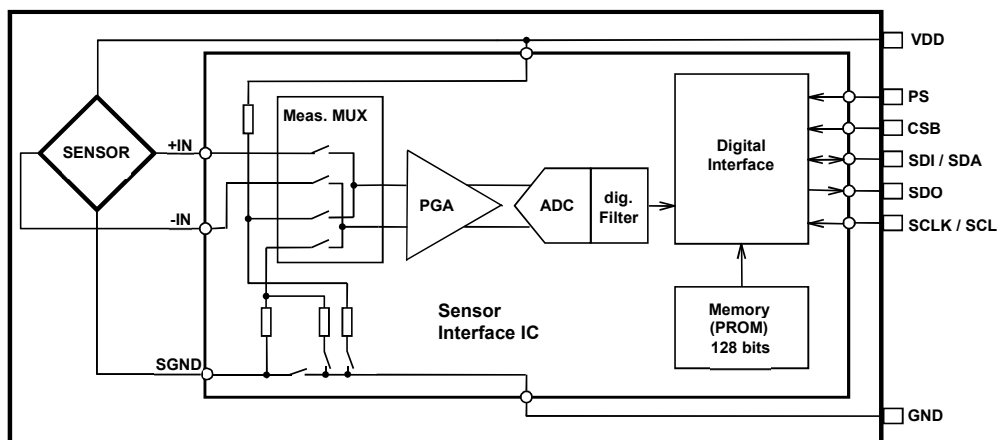 VDD
PS
Meas. MUX
CSB
+IN
SENSOR
Digital
Interface
SDI / SDA
PGA
ADC
dig.
Filter
SDO
-IN
SCLK / SCL
Sensor
Interface IC
Memory
(PROM)
128 bits
SGND
GND